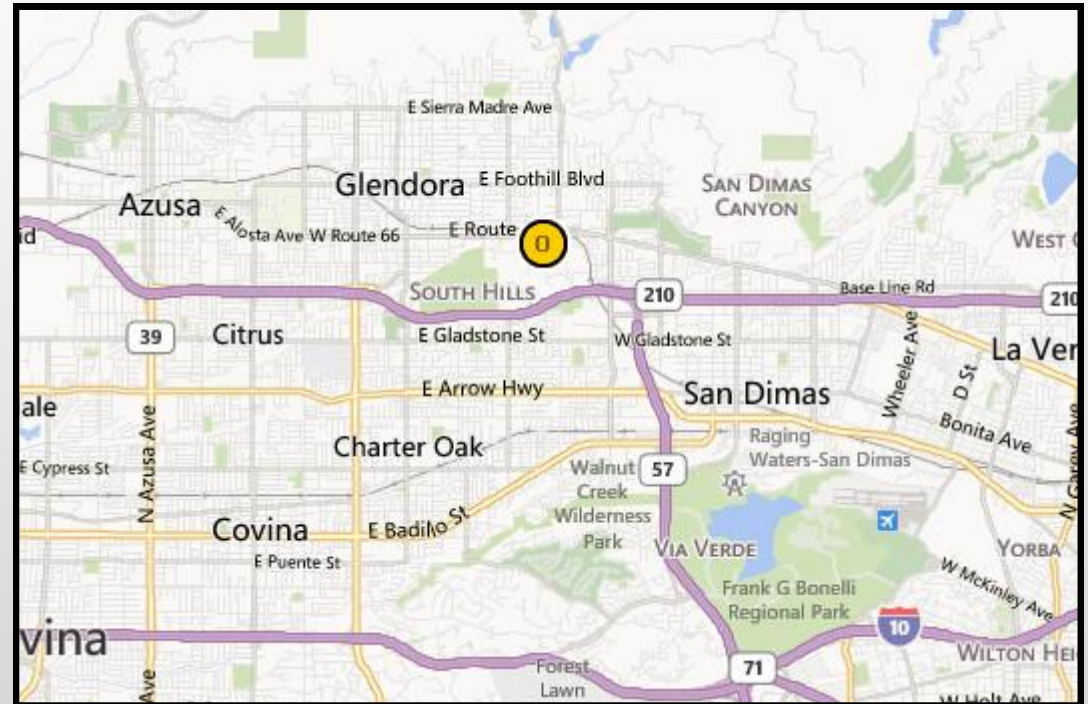 E Sierra Madre Ave
Glendora
E Foothill Blvd
SAN DIMAS
CANYON
Azusa
E Alosta Ave
W Route 66
E Route
0
id
WEST
SOUTH HILLS
210
Base Line Rd
210
39
Citrus
E Gladstone St
W Gladstone St
Wheeler Ave
La Ver
D St
E Arrow Hwy
San Dimas
ale
N Azusa Ave
Bonita Ave
N Garey Ave
Charter Oak
Raging
Waters-San Dimas
E Cypress St
Walnut
Creek
Wilderness
Park
57
Covina
E Badillo St
E Puente St
VIA VERDE
YORBA
W McKinley Ave
Frank G Bonelli
Regional Park
10
vina
WILTON HEI
Forest
Lawn
71
Ave
W Holt Ave